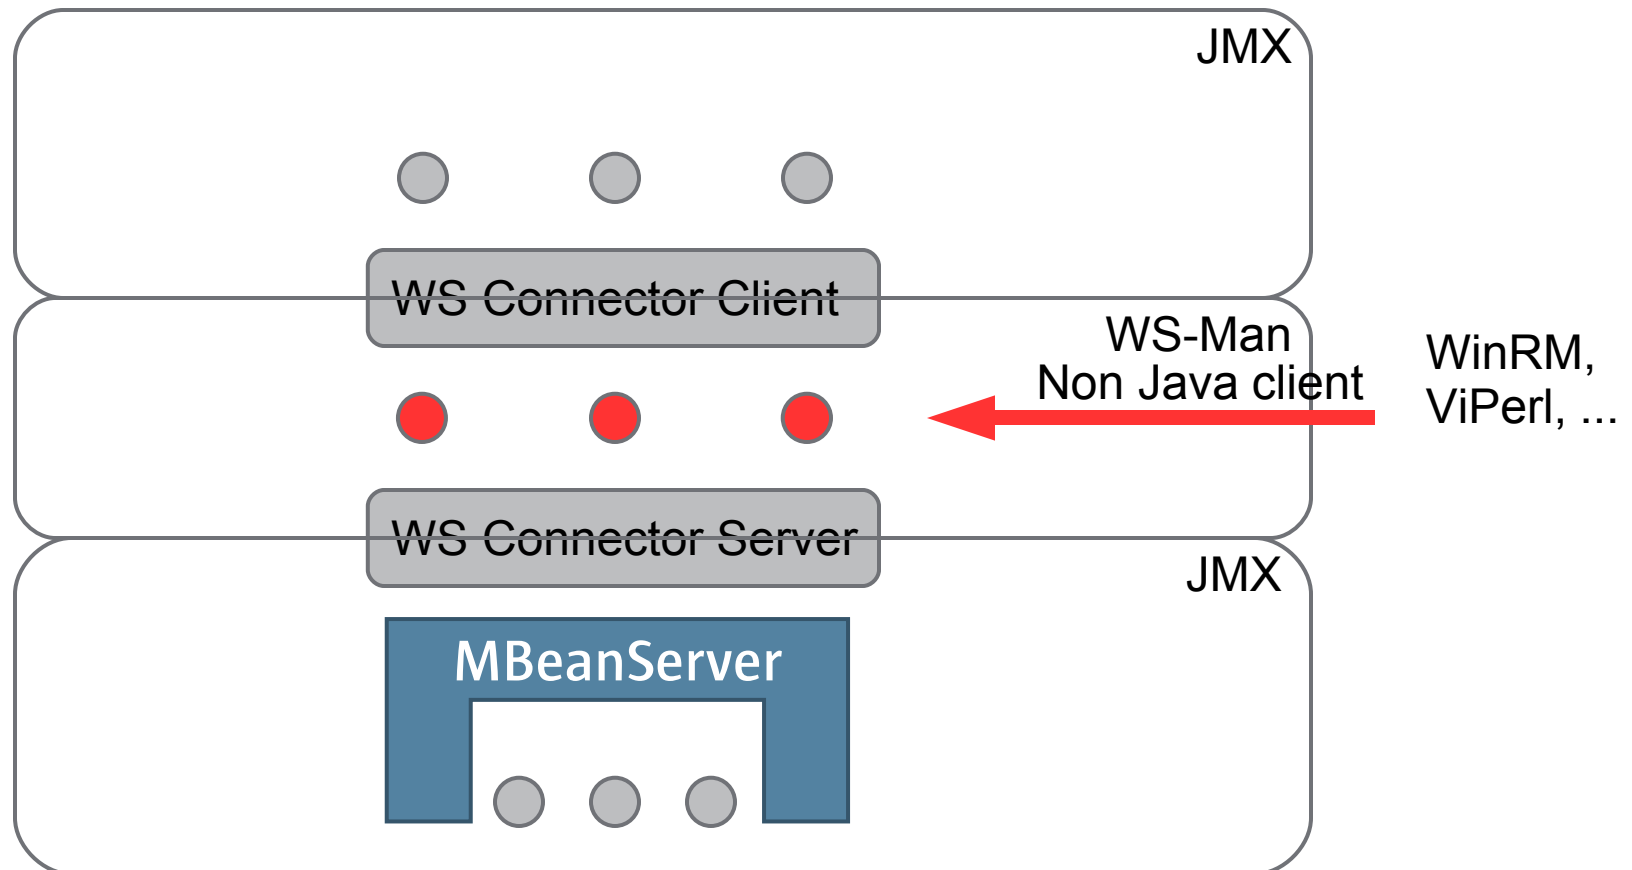 JMX
WS Connector Client
WS-Man
Non Java client
WinRM,
ViPerl, ...
WS Connector Server
JMX
MBeanServer